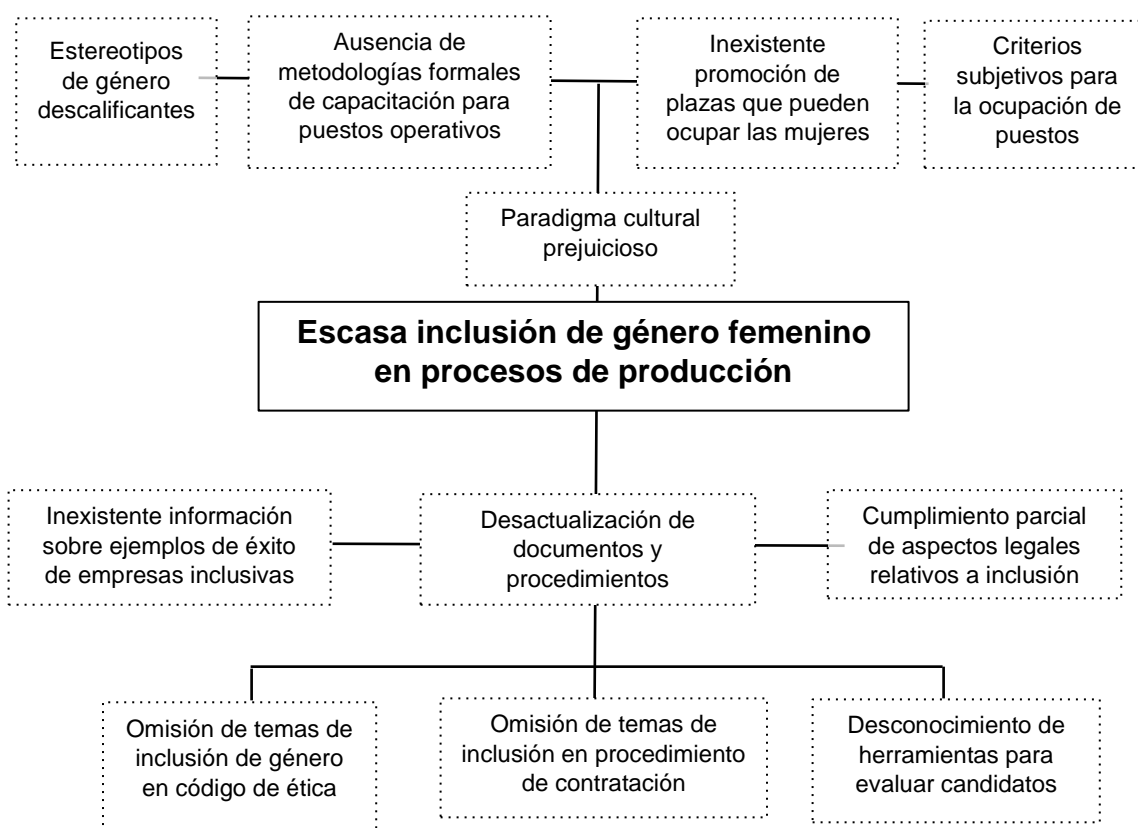 Estereotipos
de género
descalificantes
Ausencia de
metodologías formales
de capacitación para
puestos operativos
Inexistente
promoción de
plazas que pueden
ocupar las mujeres
Criterios
subjetivos para
la ocupación de
puestos
Paradigma cultural
prejuicioso
Escasa inclusión de género femenino
en procesos de producción
Inexistente información
sobre ejemplos de éxito
de empresas inclusivas
Desactualización de
documentos y
procedimientos
Cumplimiento parcial
de aspectos legales
relativos a inclusión
Omisión de temas de
inclusión de género
en código de ética
Omisión de temas de
inclusión en procedimiento
de contratación
Desconocimiento de
herramientas para
evaluar candidatos